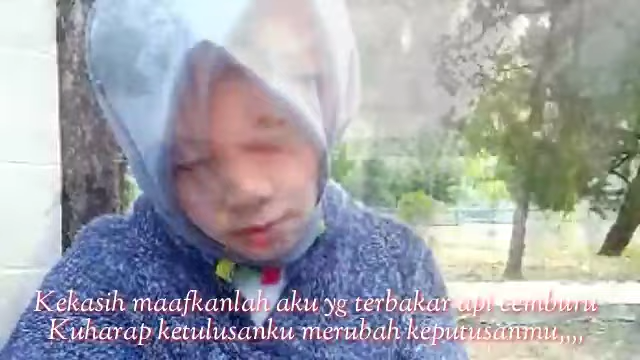 Kekasih maafkanlah aku yg terbakar api cemburu
Kuharap ketulusanku merubah keputusanmu,,,,